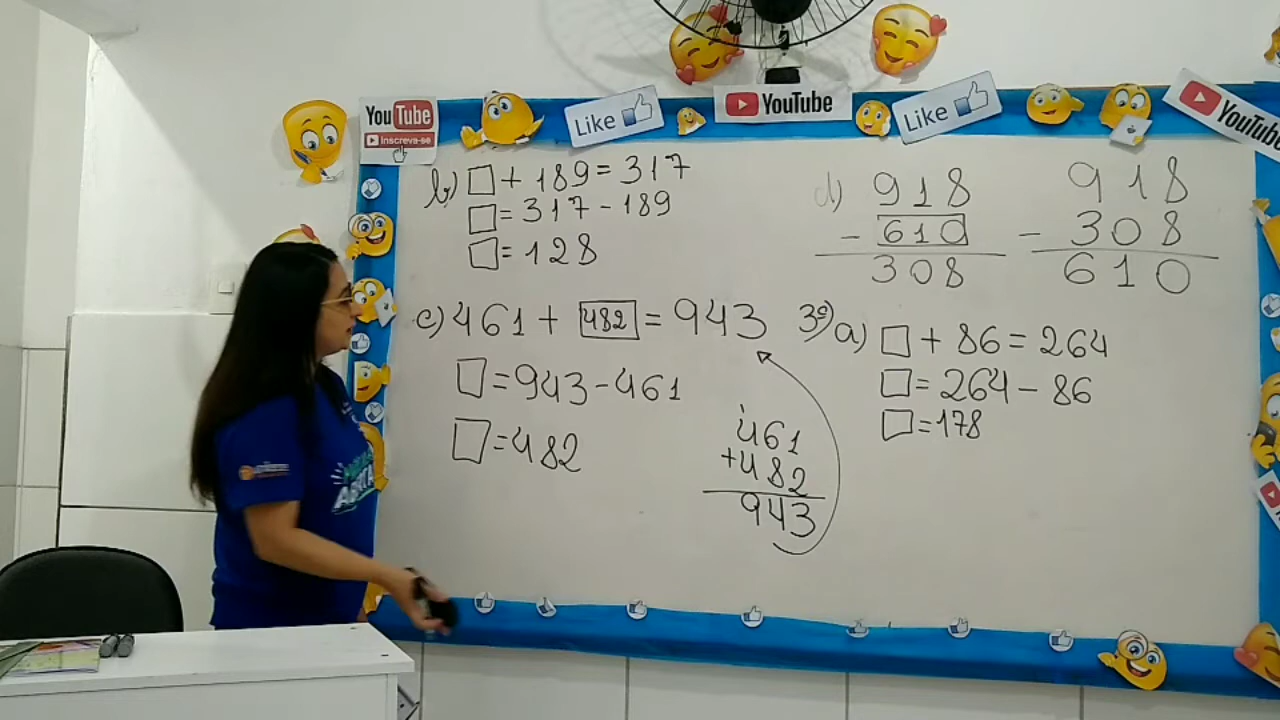 YouTube
Inscreva-se
Like
YouTube
Like
YouTube
b) □ + 189 = 317
□ = 317 - 189
□ = 128
c) 461 + 482 = 943
□ = 943 - 461
□ = 482
461
+ 482
943
d) 918
- 610
308
918
- 308
610
3º) a) □ + 86 = 264
□ = 264 - 86
□ = 178